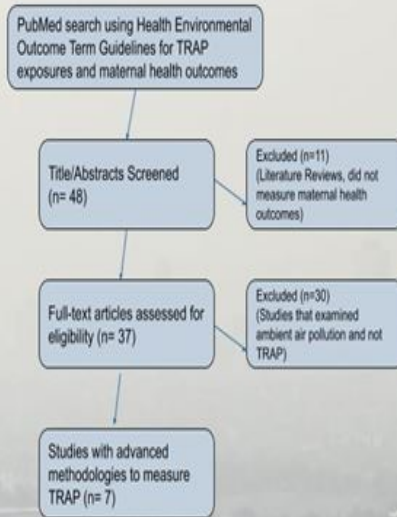 PubMed search using Health Environmental
Outcome Term Guidelines for TRAP
exposures and maternal health outcomes
Title/Abstracts Screened
(n= 48)
Excluded (n=11)
(Literature Reviews, did not
measure maternal health
outcomes)
Full-text articles assessed for
eligibility (n= 37)
Excluded (n=30)
(Studies that examined
ambient air pollution and not
TRAP)
Studies with advanced
methodologies to measure
TRAP (n= 7)